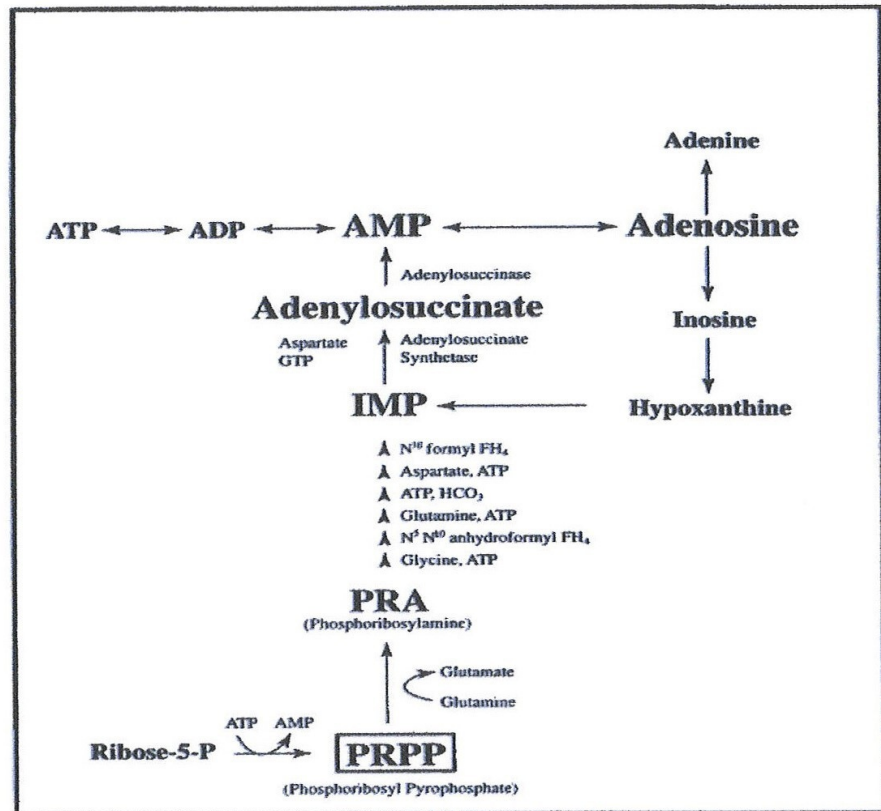 Adenine
ATP ADP AMP Adenosine
Adenylosuccinase
Adenylosuccinate
Inosine
Aspartate
GTP
Adenylosuccinate
Synthetase
IMP
Hypoxanthine
N¹⁰ formyl FH₄
Aspartate, ATP
ATP, HCO₃
Glutamine, ATP
N⁵ N¹⁰ anhydroformyl FH₄
Glycine, ATP
PRA
(Phosphoribosylamine)
Glutamate
Glutamine
ATP AMP
Ribose-5-P PRPP
(Phosphoribosyl Pyrophosphate)